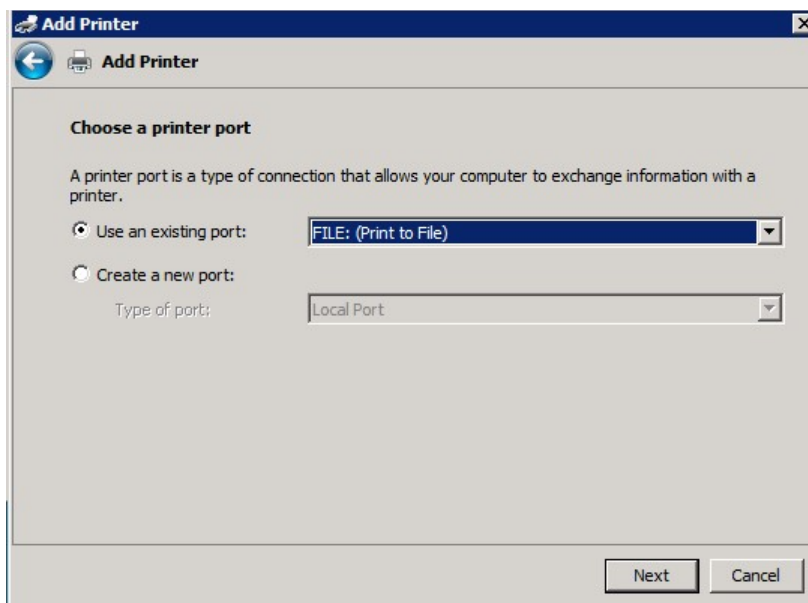 Add Printer
Add Printer
Choose a printer port
A printer port is a type of connection that allows your computer to exchange information with a
printer.
Use an existing port: FILE: (Print to File)
Create a new port:
Type of port: Local Port
Next Cancel